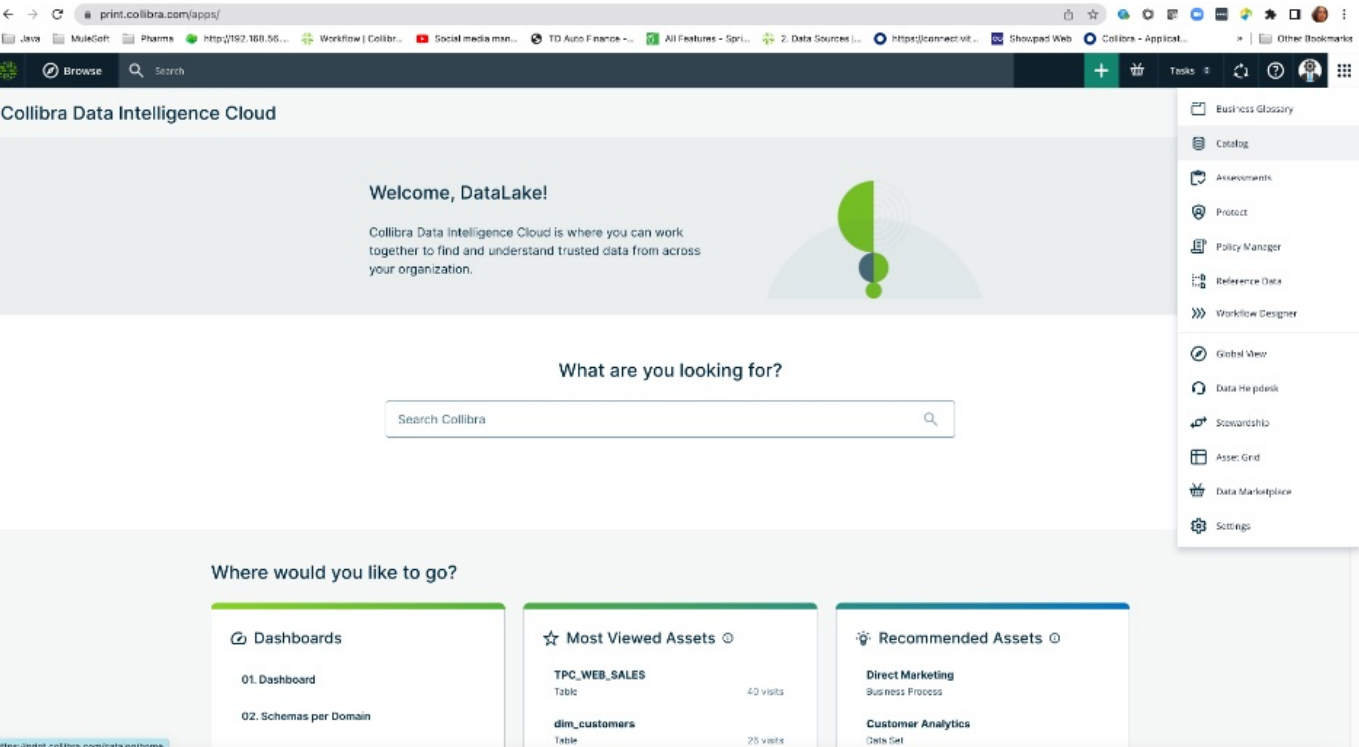 print.collibra.com/apps/
Java
MuleSoft
Pharma
http://192.168.56....
Workflow | Collibr...
Social media man...
TD Auto Finance -...
All Features - Spri...
2. Data Sources |...
https://connect.vit...
Showpad Web
Collibra - Applicat...
»
Other Bookmarks
Browse
Search
Tasks
Collibra Data Intelligence Cloud
Business Glossary
Catalog
Assessments
Protect
Policy Manager
Reference Data
Workflow Designer
Global View
Data Helpdesk
Stewardship
Asset Grid
Data Marketplace
Settings
Welcome, DataLake!
Collibra Data Intelligence Cloud is where you can work
together to find and understand trusted data from across
your organization.
What are you looking for?
Search Collibra
Where would you like to go?
Dashboards
01. Dashboard
02. Schemas per Domain
Most Viewed Assets
TPC_WEB_SALES
Table
40 visits
dim_customers
Table
Recommended Assets
Direct Marketing
Business Process
Customer Analytics
Data Set